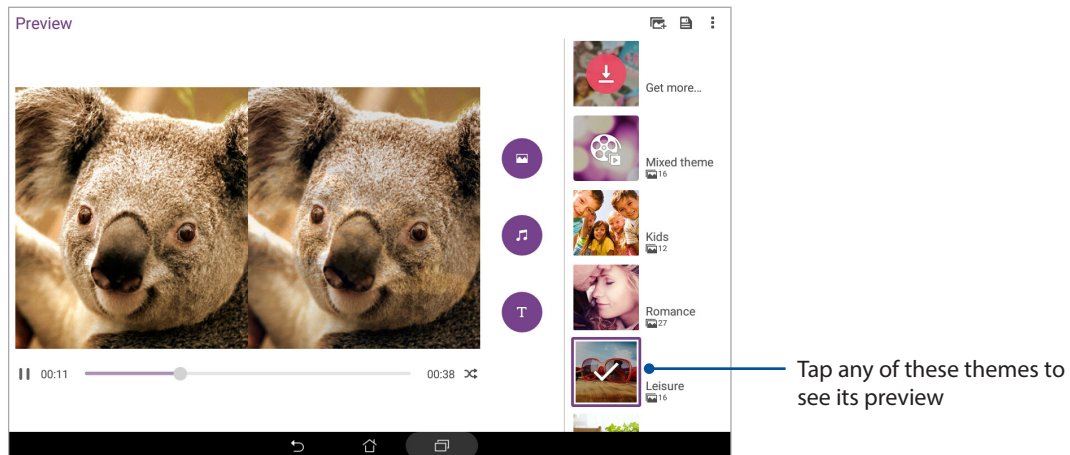 Preview
Get more...
Mixed theme
16
Kids
12
Romance
27
Leisure
16
T
00:11
00:38
Tap any of these themes to
see its preview